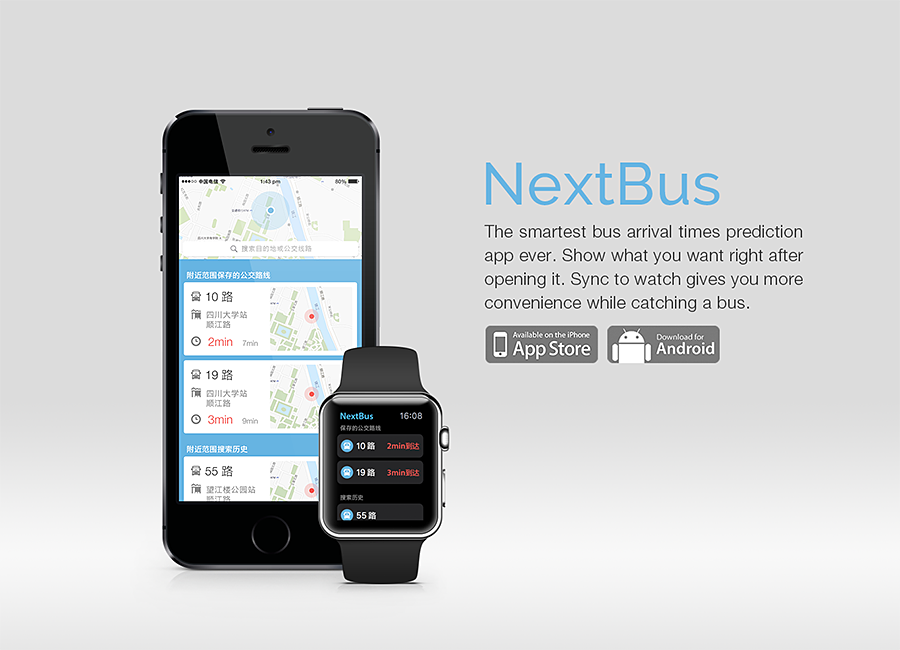 NextBus
The smartest bus arrival times prediction
app ever. Show what you want right after
opening it. Sync to watch gives you more
convenience while catching a bus.
Available on the iPhone
App Store
Download for
Android
中国电信 1:43 pm 80%
搜索目的地或公交线路
附近范围保存的公交路线
10 路
四川大学站
顺江路
2min 7min
19 路
四川大学站
顺江路
3min 9min
附近范围搜索历史
55 路
望江楼公园站
顺江路
NextBus 16:08
保存的公交路线
10 路 2min到达
19 路 3min到达
搜索历史
55 路